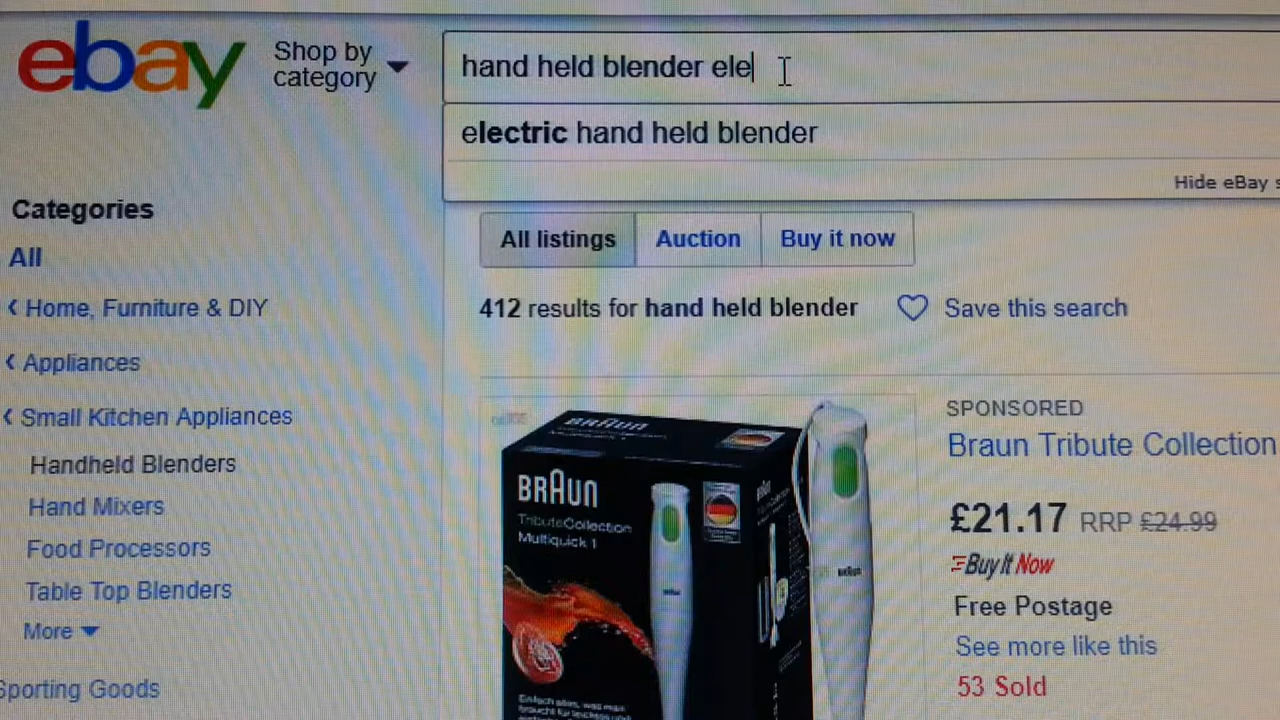 ebay
Shop by
category
hand held blender ele
electric hand held blender
Hide eBay s
Categories
All
Home, Furniture & DIY
Appliances
Small Kitchen Appliances
Handheld Blenders
Hand Mixers
Food Processors
Table Top Blenders
More
Sporting Goods
All listings
Auction
Buy it now
412 results for hand held blender
Save this search
BRAUN
BRAUN
TributeCollection
Multiquick 1
BRAUN
SPONSORED
Braun Tribute Collection
£21.17 RRP £24.99
Buy It Now
Free Postage
See more like this
53 Sold